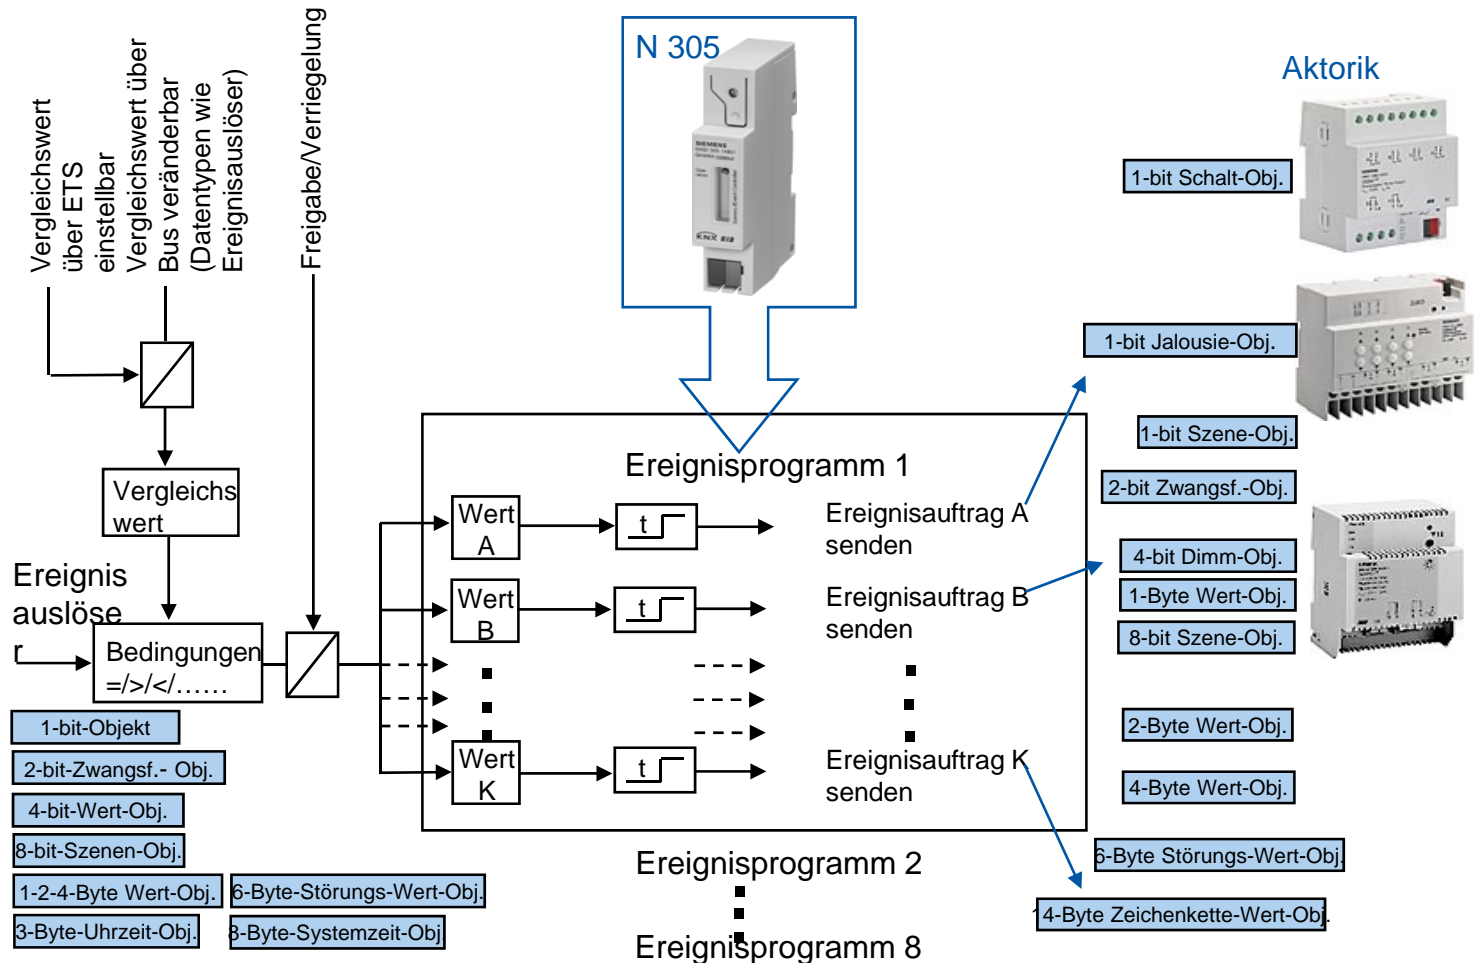 Vergleichswert
über ETS
einstellbar
Vergleichswert über
Bus veränderbar
(Datentypen wie
Ereignisauslöser)
Freigabe/Verriegelung
N 305
SIEMENS
KNX EIB
Aktorik
1-bit Schalt-Obj.
1-bit Jalousie-Obj.
1-bit Szene-Obj.
2-bit Zwangsf.-Obj.
4-bit Dimm-Obj.
1-Byte Wert-Obj.
8-bit Szene-Obj.
2-Byte Wert-Obj.
4-Byte Wert-Obj.
6-Byte Störungs-Wert-Obj.
14-Byte Zeichenkette-Wert-Obj.
Vergleichs
wert
Ereignis
auslöse
r
Bedingungen
=/>/</......
1-bit-Objekt
2-bit-Zwangsf.- Obj.
4-bit-Wert-Obj.
8-bit-Szenen-Obj.
1-2-4-Byte Wert-Obj.
6-Byte-Störungs-Wert-Obj.
3-Byte-Uhrzeit-Obj.
8-Byte-Systemzeit-Obj.
Ereignisprogramm 1
Wert
A
t
Ereignisauftrag A
senden
Wert
B
t
Ereignisauftrag B
senden
Wert
K
t
Ereignisauftrag K
senden
Ereignisprogramm 2
Ereignisprogramm 8